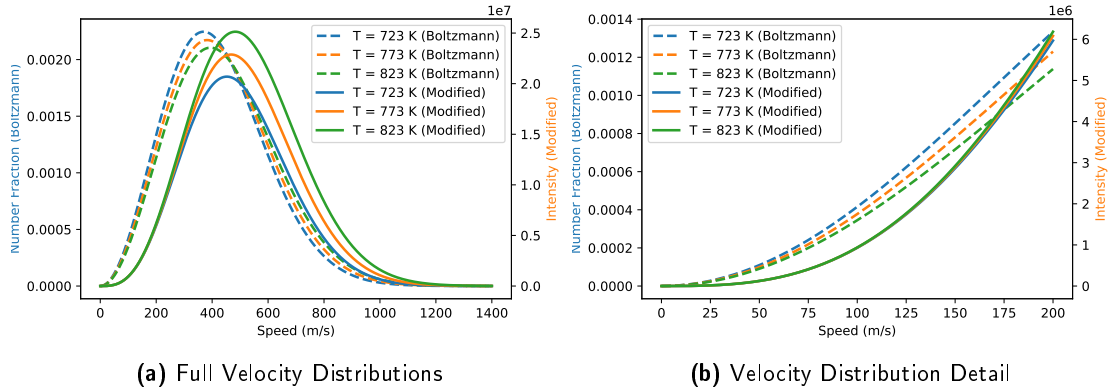 1e7
0.0020
0.0015
0.0010
0.0005
0.0000
Number Fraction (Boltzmann)
T = 723 K (Boltzmann)
T = 773 K (Boltzmann)
T = 823 K (Boltzmann)
T = 723 K (Modified)
T = 773 K (Modified)
T = 823 K (Modified)
2.5
2.0
1.5
1.0
0.5
0.0
Intensity (Modified)
0 200 400 600 800 1000 1200 1400
Speed (m/s)
(a) Full Velocity Distributions
1e6
0.0014
0.0012
0.0010
0.0008
0.0006
0.0004
0.0002
0.0000
Number Fraction (Boltzmann)
T = 723 K (Boltzmann)
T = 773 K (Boltzmann)
T = 823 K (Boltzmann)
T = 723 K (Modified)
T = 773 K (Modified)
T = 823 K (Modified)
6
5
4
3
2
1
0
Intensity (Modified)
0 25 50 75 100 125 150 175 200
Speed (m/s)
(b) Velocity Distribution Detail